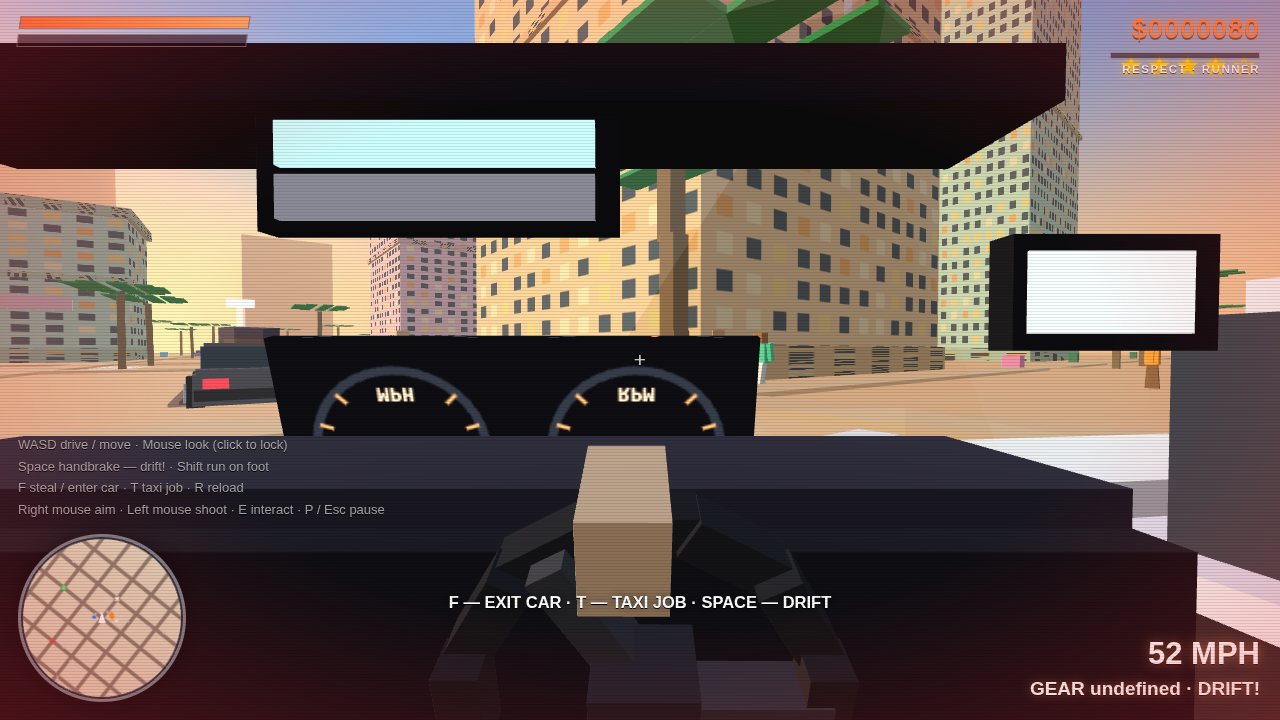 $0000080
RESPECT · RUNNER
MPH
RPM
WASD drive / move · Mouse look (click to lock)
Space handbrake — drift! · Shift run on foot
F steal / enter car · T taxi job · R reload
Right mouse aim · Left mouse shoot · E interact · P / Esc pause
F — EXIT CAR · T — TAXI JOB · SPACE — DRIFT
52 MPH
GEAR undefined · DRIFT!